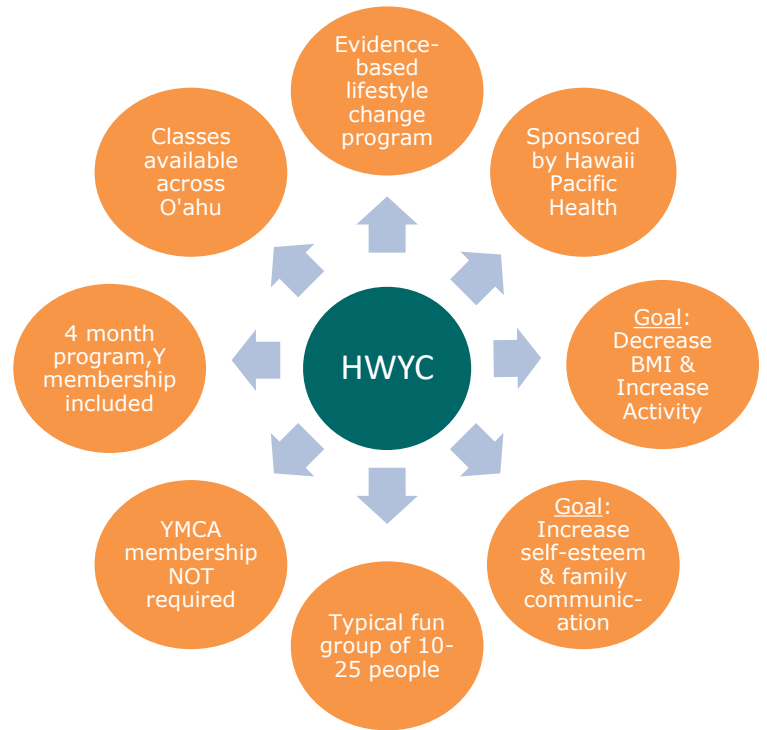 Evidence-
based
lifestyle
change
program
Sponsored
by Hawaii
Pacific
Health
Goal:
Decrease
BMI &
Increase
Activity
Goal:
Increase
self-esteem
& family
communic-
ation
Typical fun
group of 10-
25 people
YMCA
membership
NOT
required
4 month
program,Y
membership
included
Classes
available
across
O'ahu
HWYC